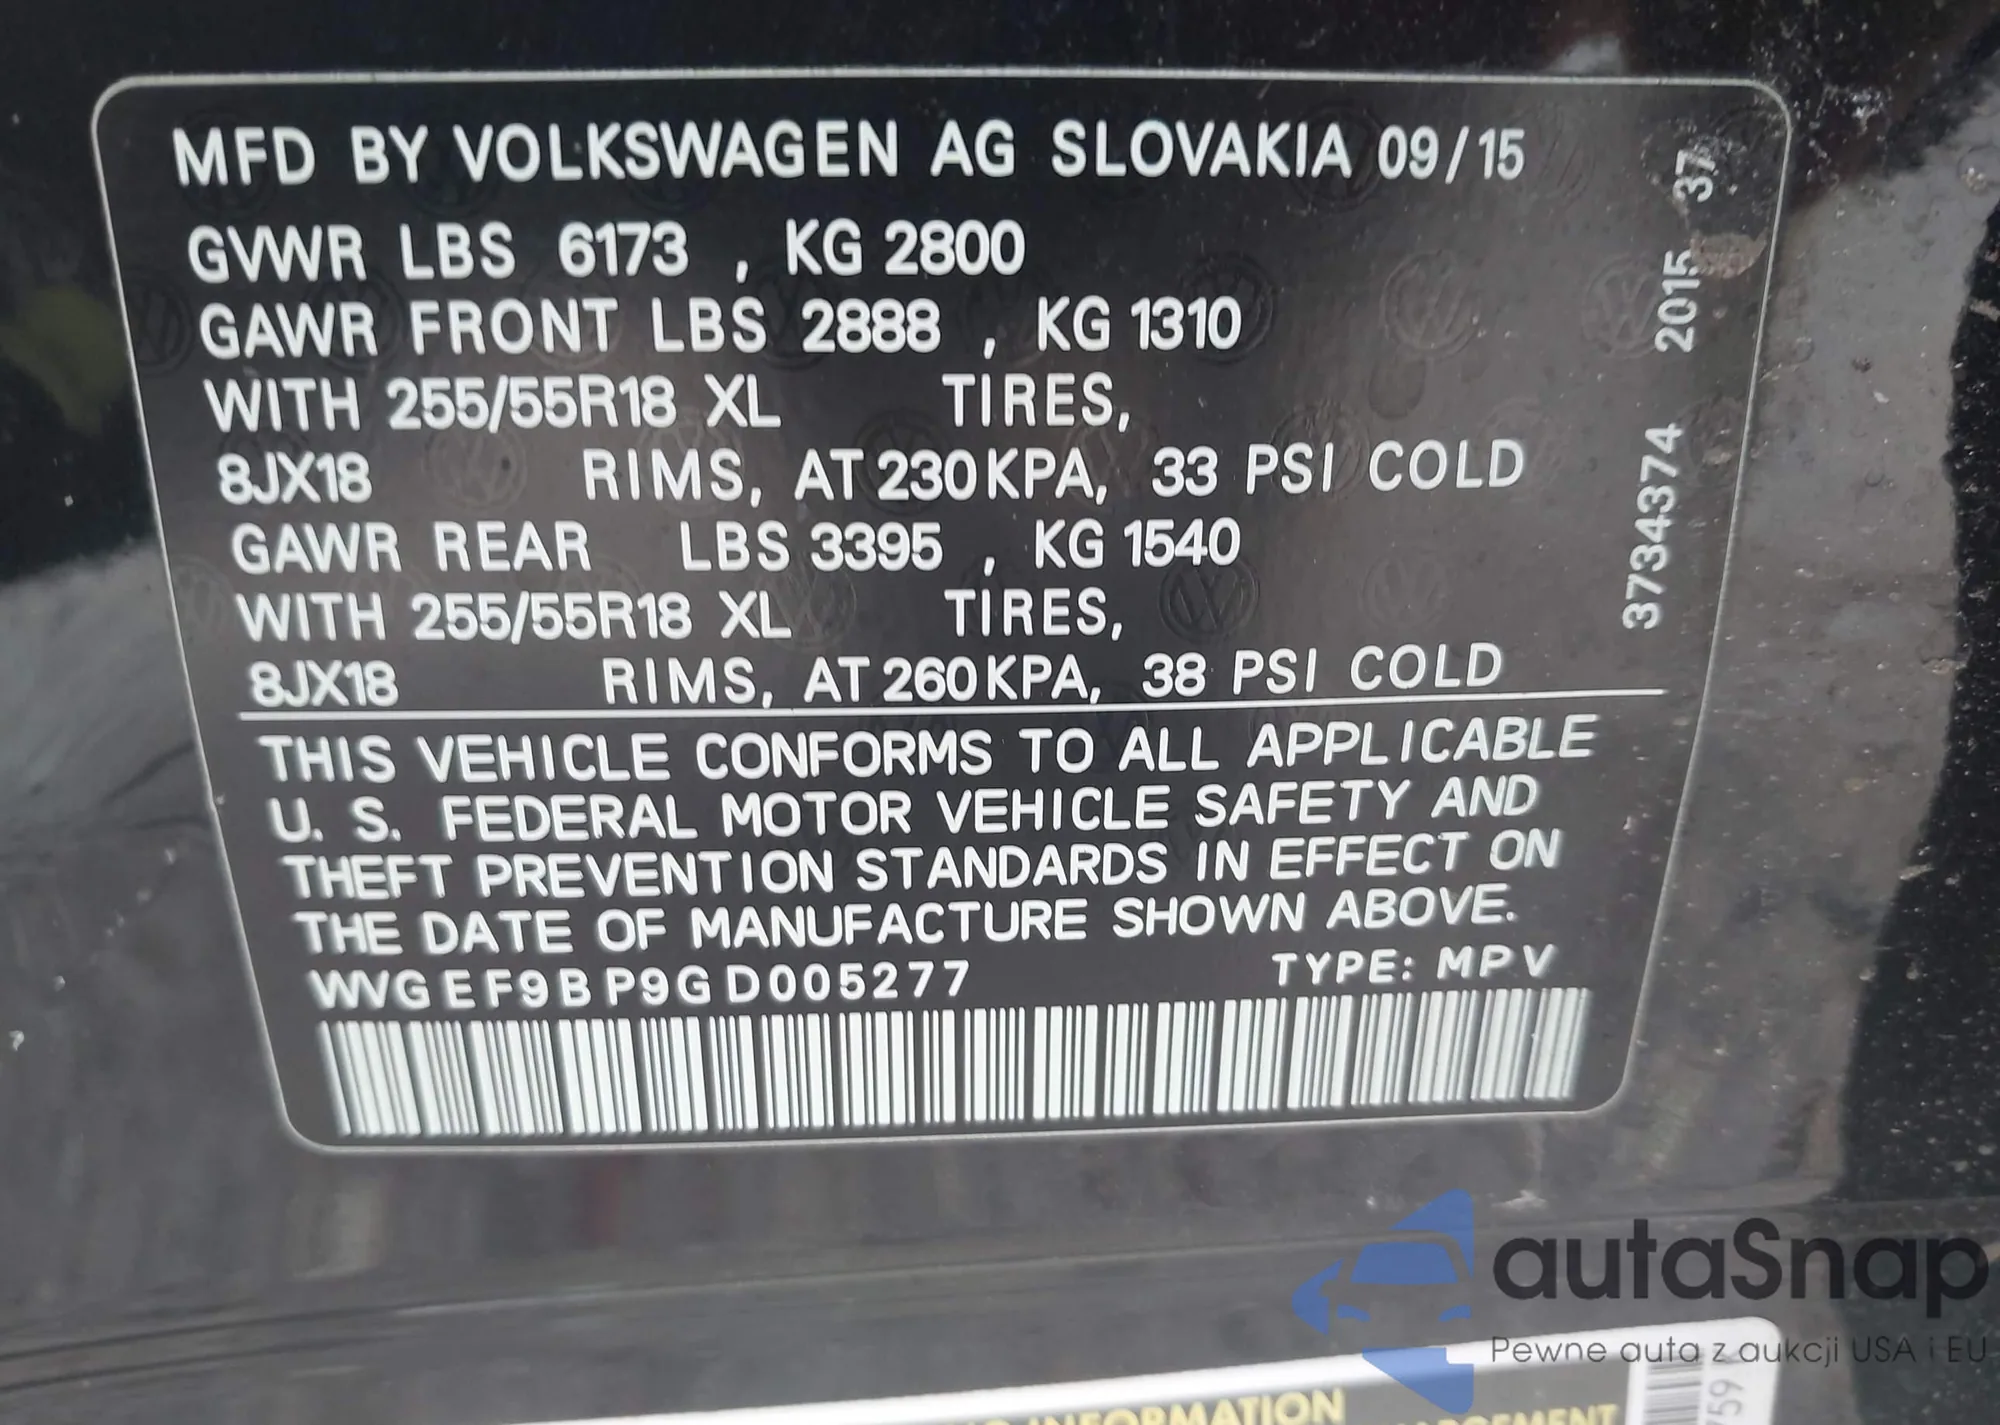 MFD BY VOLKSWAGEN AG SLOVAKIA 09/15
GVWR LBS 6173 , KG 2800
GAWR FRONT LBS 2888 , KG 1310
WITH 255/55R18 XL TIRES,
8JX18 RIMS, AT 230KPA, 33 PSI COLD
GAWR REAR LBS 3395 , KG 1540
WITH 255/55R18 XL TIRES,
8JX18 RIMS, AT 260KPA, 38 PSI COLD
THIS VEHICLE CONFORMS TO ALL APPLICABLE
U. S. FEDERAL MOTOR VEHICLE SAFETY AND
THEFT PREVENTION STANDARDS IN EFFECT ON
THE DATE OF MANUFACTURE SHOWN ABOVE.
WVGEF9BP9GD005277 TYPE: MPV
3734374 2015 37
autaSnap
Pewne auta z aukcji USA i EU
INFORMATION